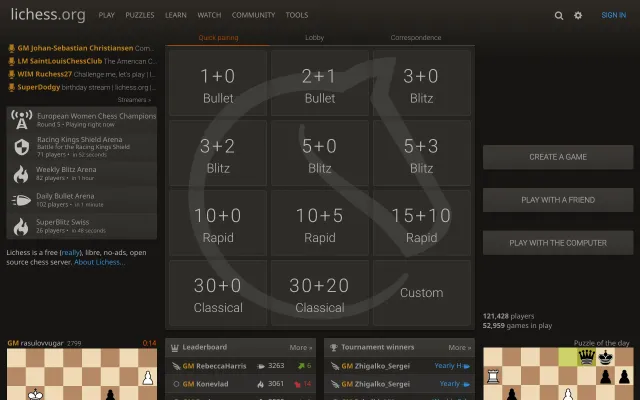 lichess.org PLAY PUZZLES LEARN WATCH COMMUNITY TOOLS SIGN IN
GM Johan-Sebastian Christiansen Com...
LM SaintLouisChessClub The American C...
WIM Ruchess27 Challenge me, let's play | l...
SuperDodgy birthday stream | lichess.org |...
Streamers »
European Women Chess Champions
Round 5 • Playing right now
Racing Kings Shield Arena
Battle for the Racing Kings Shield
71 players • in 52 seconds
Weekly Blitz Arena
82 players • in 1 hour
Daily Bullet Arena
102 players • in 1 minute
SuperBlitz Swiss
26 players • in 48 seconds
Lichess is a free (really), libre, no-ads, open
source chess server. About Lichess...
Quick pairing Lobby Correspondence
1+0
Bullet
2+1
Bullet
3+0
Blitz
3+2
Blitz
5+0
Blitz
5+3
Blitz
10+0
Rapid
10+5
Rapid
15+10
Rapid
30+0
Classical
30+20
Classical
Custom
CREATE A GAME
PLAY WITH A FRIEND
PLAY WITH THE COMPUTER
121,428 players
52,959 games in play
GM rasulovvugar 2799 0:14
Leaderboard More »
GM RebeccaHarris 3263 6
GM Konevlad 3061 14
Tournament winners More »
GM Zhigalko_Sergei Yearly H
GM Zhigalko_Sergei Yearly
Puzzle of the day